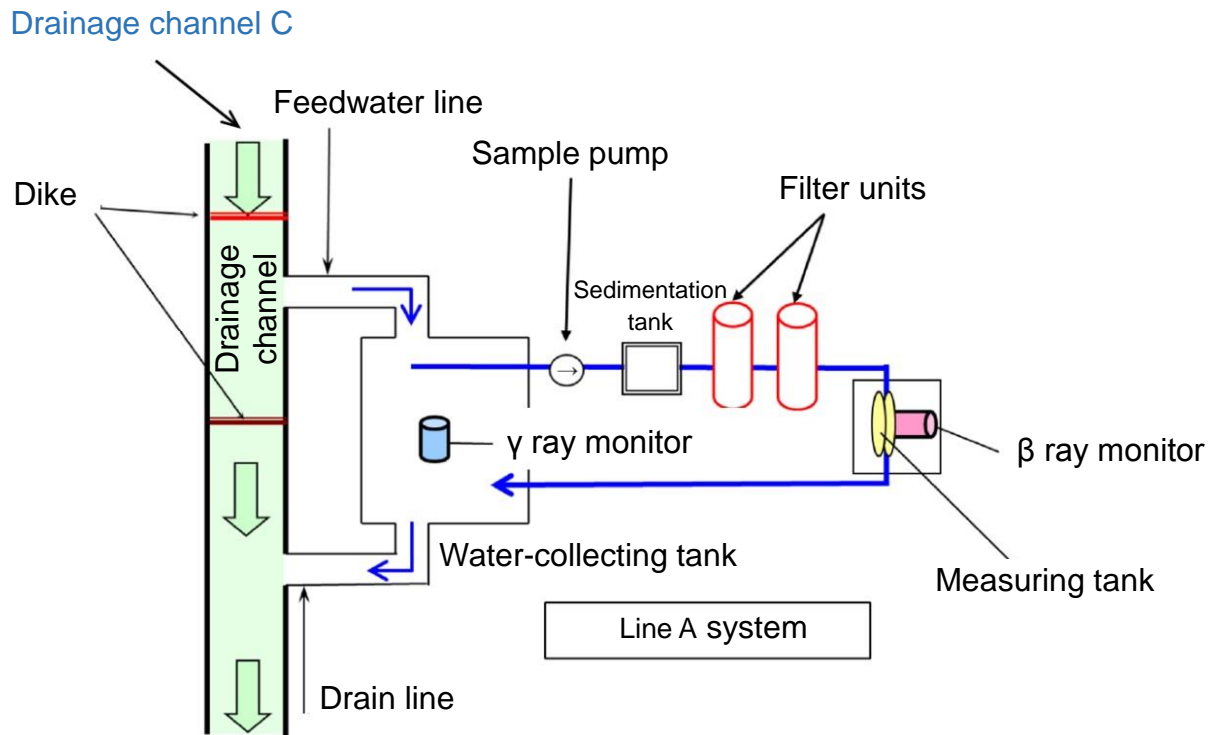 Drainage channel C
Feedwater line
Sample pump
Filter units
Dike
Drainage
channel
Sedimentation
tank
→
γ ray monitor
β ray monitor
Water-collecting tank
Measuring tank
Line A system
Drain line